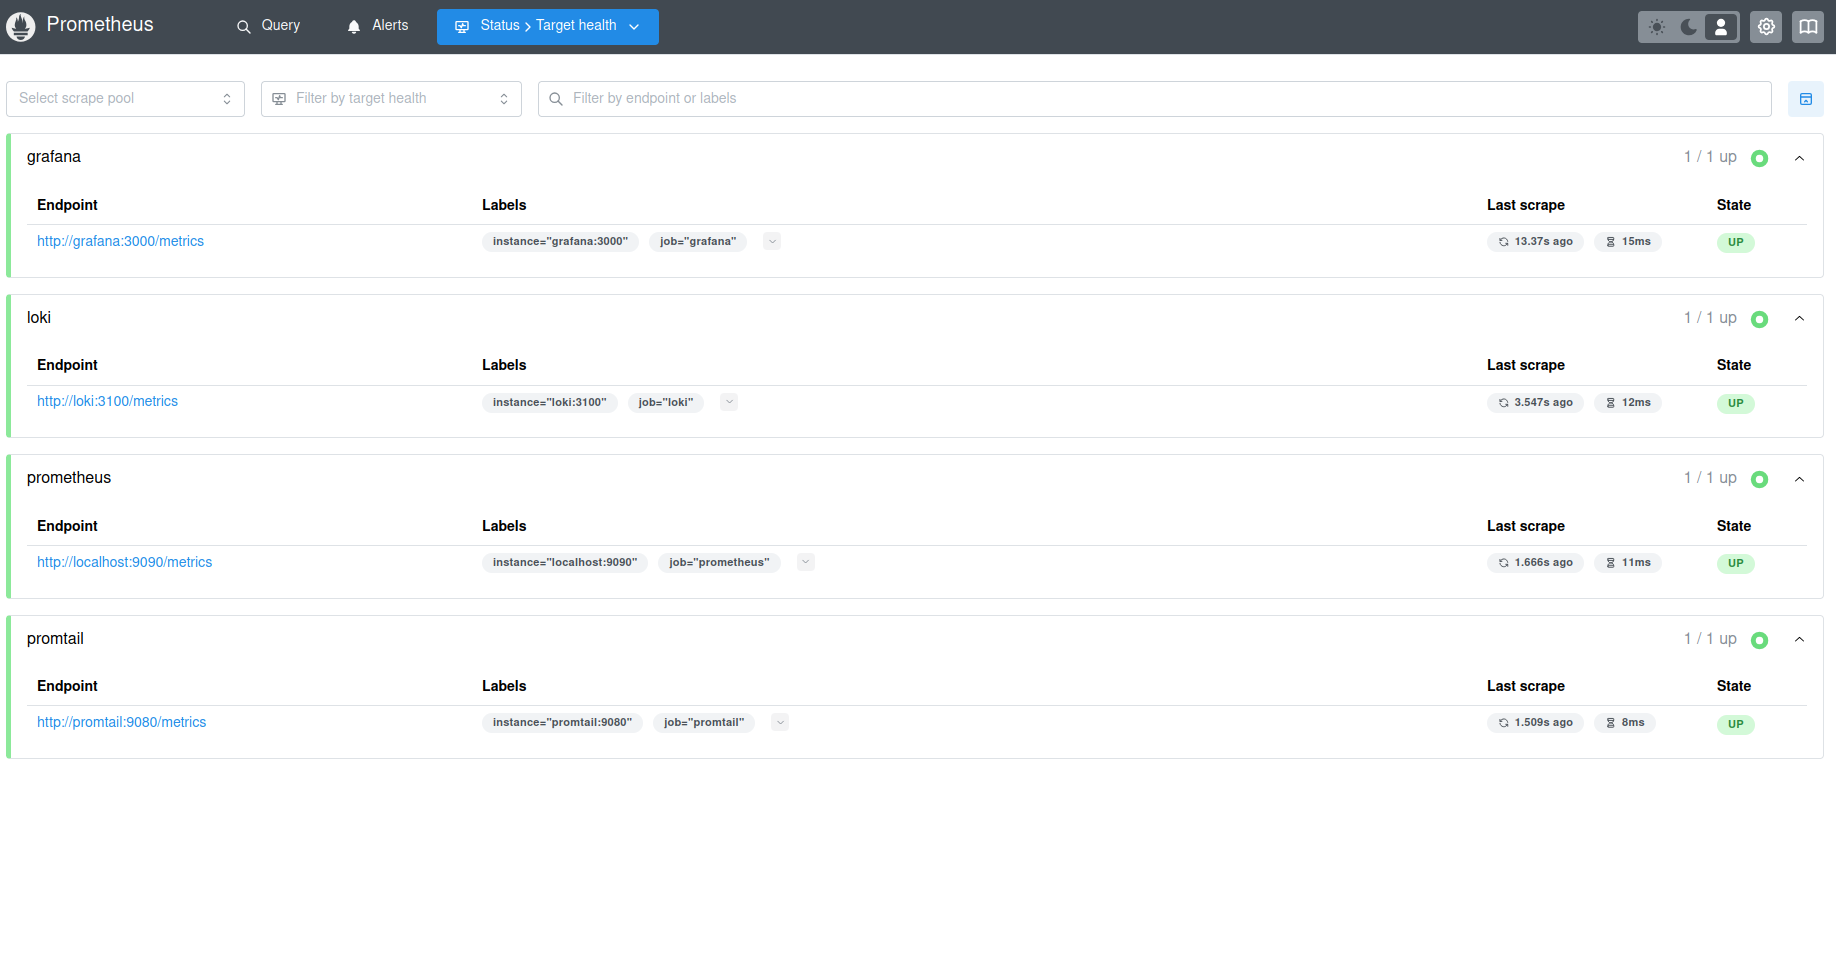 Prometheus Query Alerts Status > Target health
Select scrape pool Filter by target health Filter by endpoint or labels
grafana 1 / 1 up
Endpoint Labels Last scrape State
http://grafana:3000/metrics instance="grafana:3000" job="grafana" 13.37s ago 15ms UP
loki 1 / 1 up
Endpoint Labels Last scrape State
http://loki:3100/metrics instance="loki:3100" job="loki" 3.547s ago 12ms UP
prometheus 1 / 1 up
Endpoint Labels Last scrape State
http://localhost:9090/metrics instance="localhost:9090" job="prometheus" 1.666s ago 11ms UP
promtail 1 / 1 up
Endpoint Labels Last scrape State
http://promtail:9080/metrics instance="promtail:9080" job="promtail" 1.509s ago 8ms UP